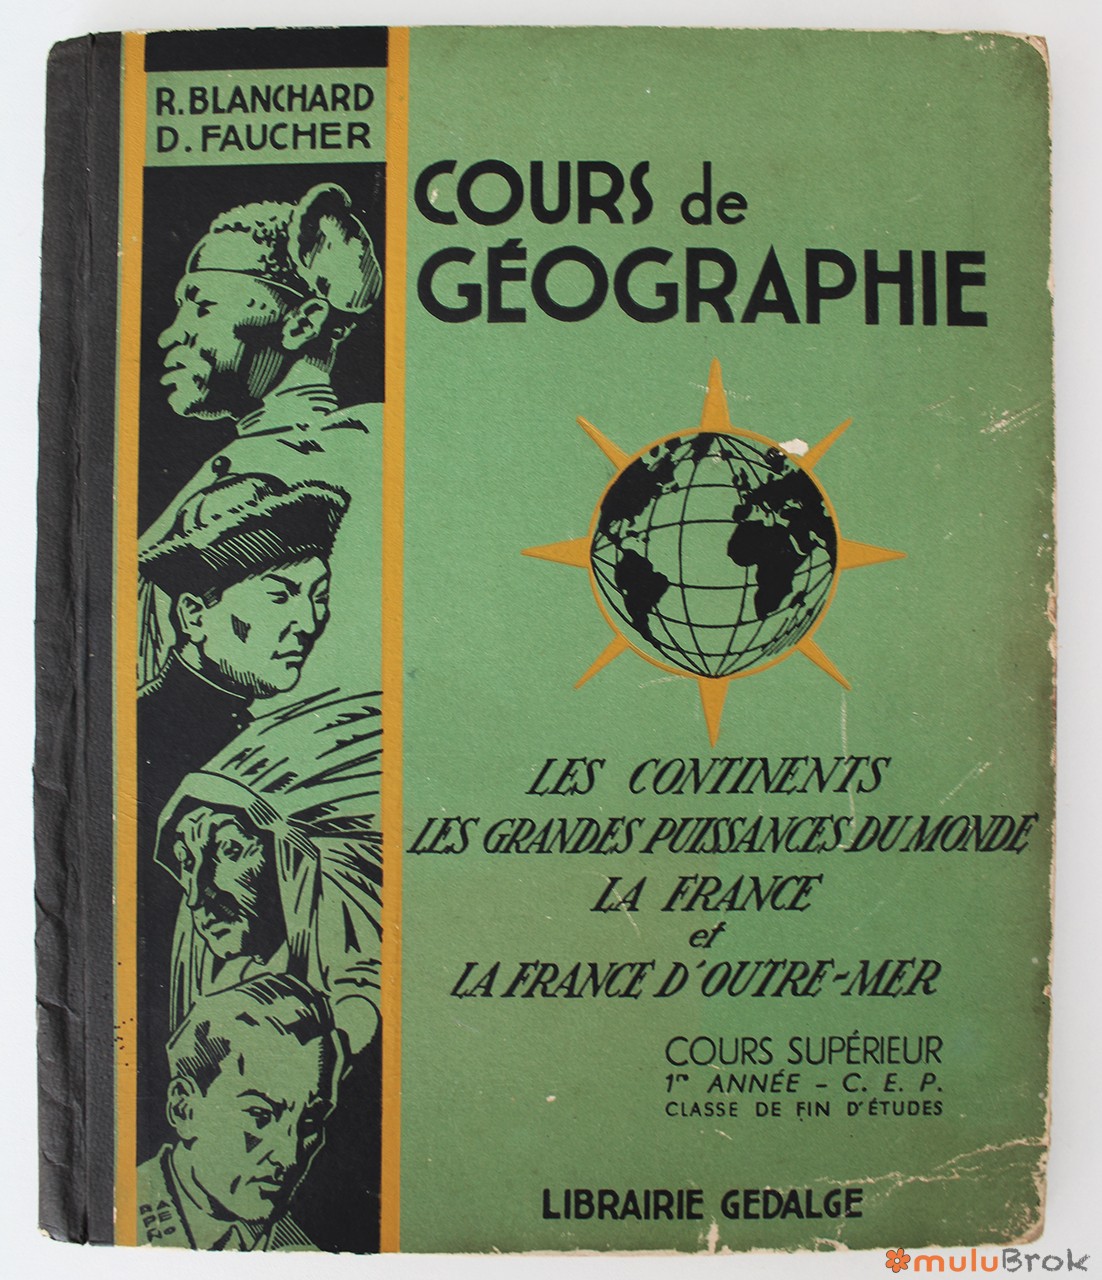 R. BLANCHARD
D. FAUCHER
COURS de
GÉOGRAPHIE
LES CONTINENTS
LES GRANDES PUISSANCES DU MONDE
LA FRANCE
et
LA FRANCE D'OUTRE-MER
COURS SUPÉRIEUR
1re ANNÉE - C. E. P.
CLASSE DE FIN D'ÉTUDES
LIBRAIRIE GEDALGE
muluBrok